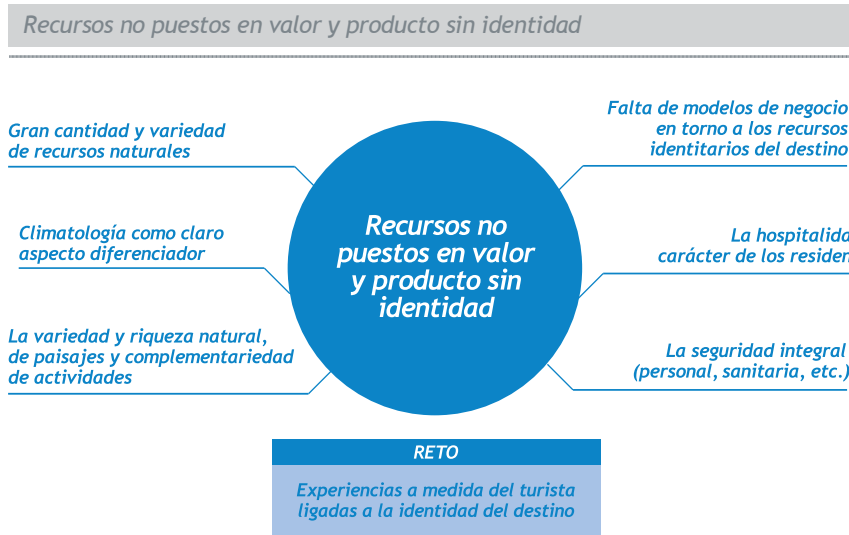 Recursos no puestos en valor y producto sin identidad
Gran cantidad y variedad
de recursos naturales
Climatología como claro
aspecto diferenciador
La variedad y riqueza natural,
de paisajes y complementariedad
de actividades
Recursos no
puestos en valor
y producto sin
identidad
Falta de modelos de negocio
en torno a los recursos
identitarios del destino
La hospitalida
carácter de los residen
La seguridad integral
(personal, sanitaria, etc.)
RETO
Experiencias a medida del turista
ligadas a la identidad del destino